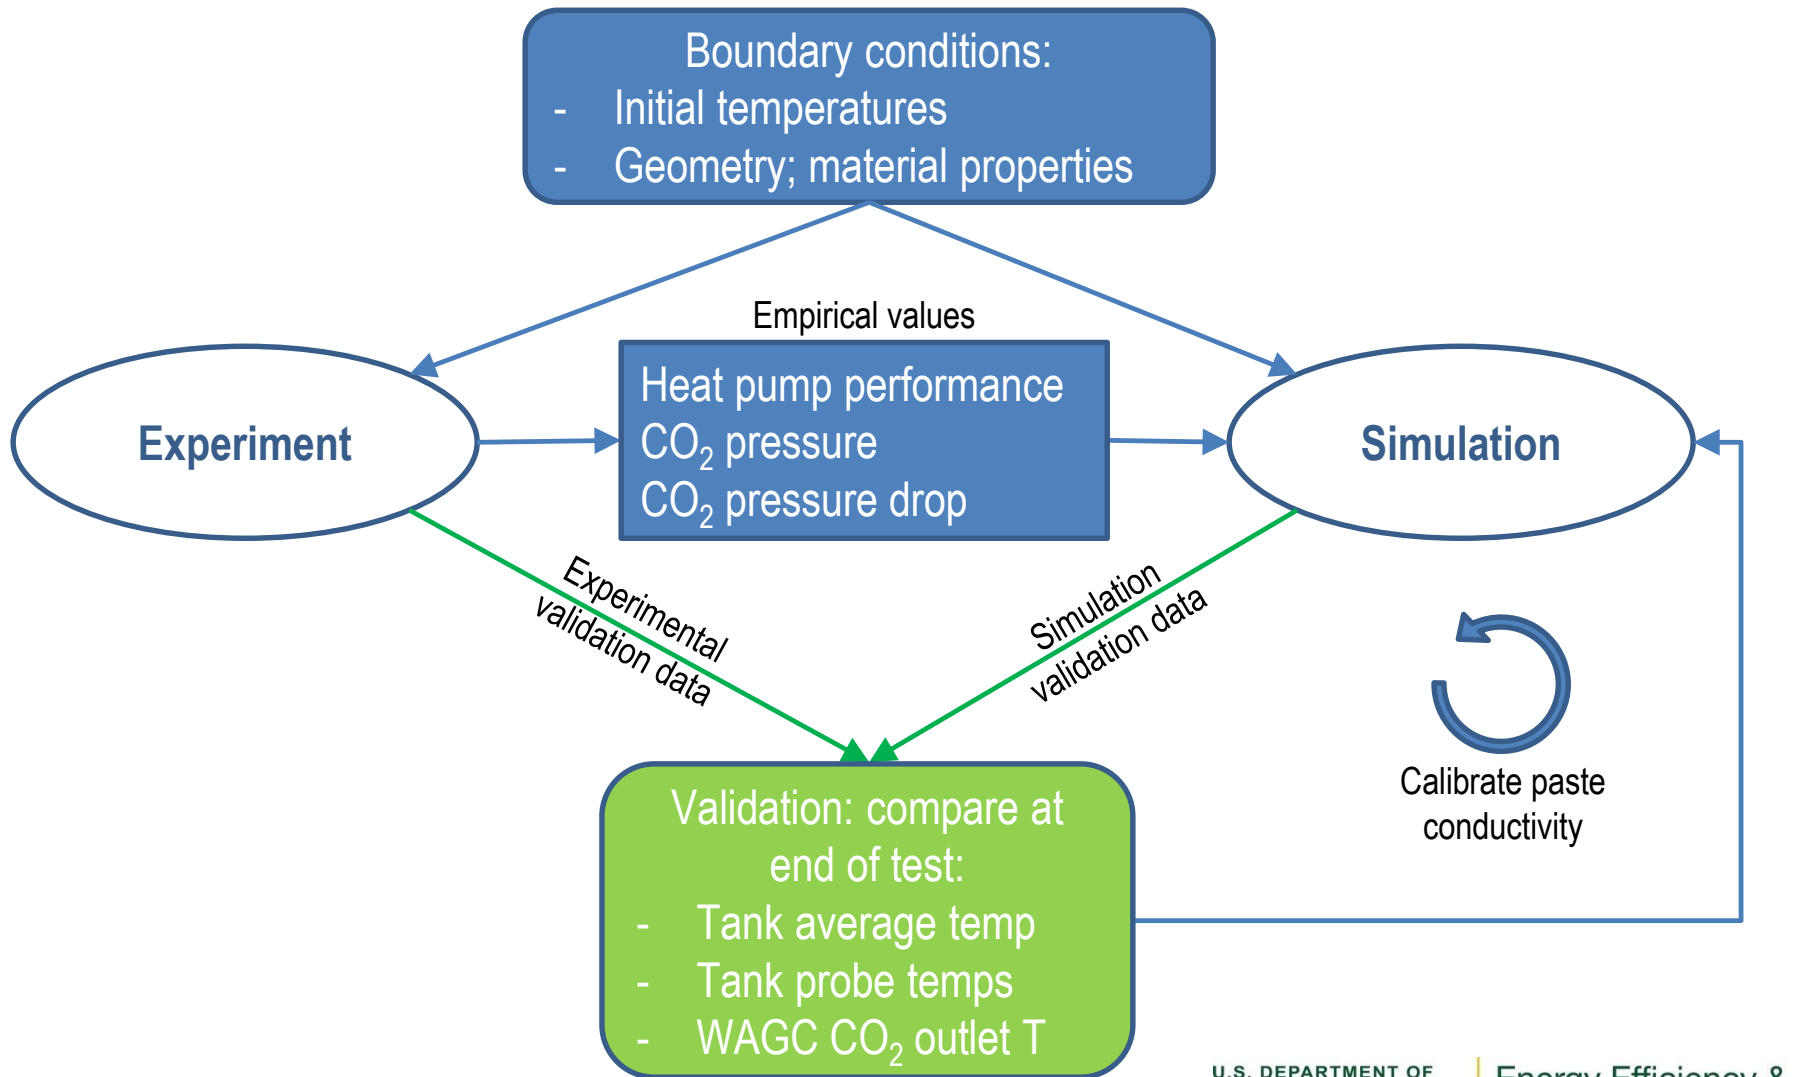 Boundary conditions:
- Initial temperatures
- Geometry; material properties
Empirical values
Heat pump performance
CO₂ pressure
CO₂ pressure drop
Experiment
Simulation
Experimental
validation data
Simulation
validation data
Calibrate paste
conductivity
Validation: compare at
end of test:
- Tank average temp
- Tank probe temps
- WAGC CO₂ outlet T
U.S. DEPARTMENT OF
Energy Efficiency &